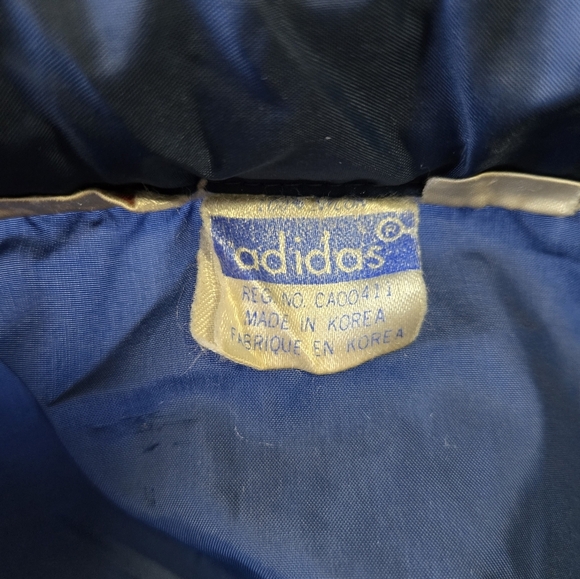 adidas ®
REG. NO. CA00411
MADE IN KOREA
FABRIQUE EN KOREA